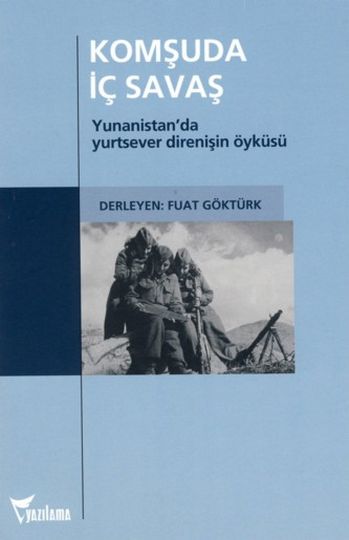 KOMŞUDA
İÇ SAVAŞ
Yunanistan'da
yurtsever direnişin öyküsü
DERLEYEN: FUAT GÖKTÜRK
yazılama